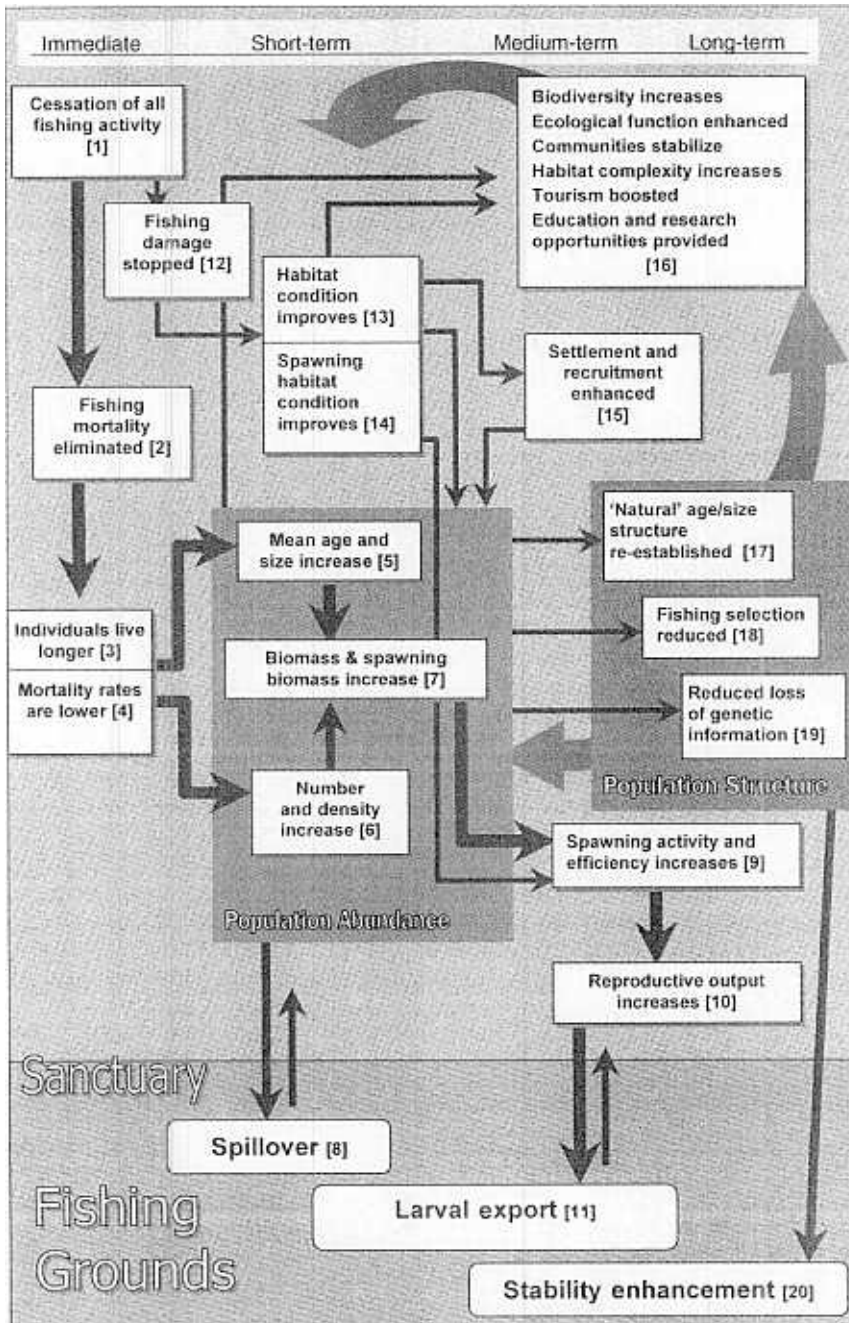 Immediate Short-term Medium-term Long-term
Cessation of all
fishing activity
[1]
Biodiversity increases
Ecological function enhanced
Communities stabilize
Habitat complexity increases
Tourism boosted
Education and research
opportunities provided
[16]
Fishing
damage
stopped [12]
Habitat
condition
improves [13]
Spawning
habitat
condition
improves [14]
Settlement and
recruitment
enhanced
[15]
Fishing
mortality
eliminated [2]
Individuals live
longer [3]
Mortality rates
are lower [4]
Mean age and
size increase [5]
Biomass & spawning
biomass increase [7]
Number
and density
increase [6]
Population Abundance
'Natural' age/size
structure
re-established [17]
Fishing selection
reduced [18]
Reduced loss
of genetic
information [19]
Population Structure
Spawning activity and
efficiency increases [9]
Reproductive output
increases [10]
Sanctuary
Spillover [8]
Fishing
Grounds
Larval export [11]
Stability enhancement [20]